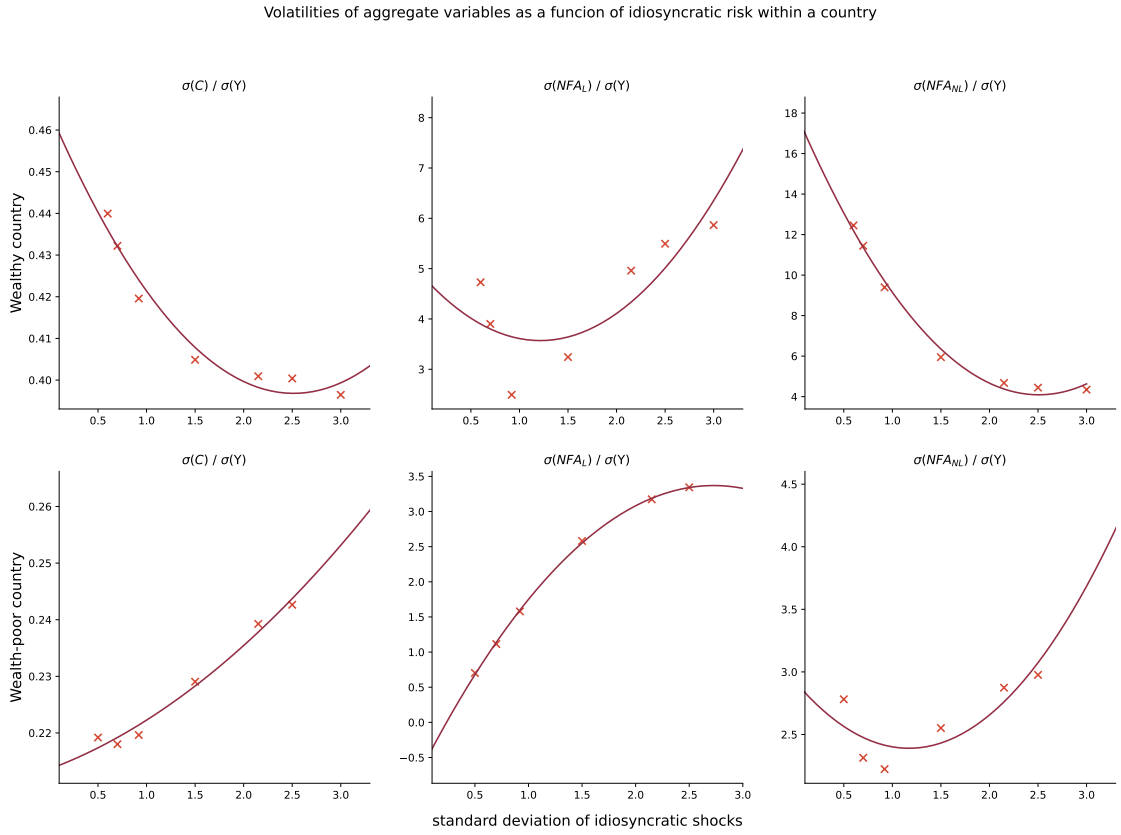 Volatilities of aggregate variables as a funcion of idiosyncratic risk within a country
σ(C) / σ(Y)
0.46
0.45
0.44
0.43
0.42
0.41
0.40
0.5 1.0 1.5 2.0 2.5 3.0
Wealthy country
σ(NFA_L) / σ(Y)
8
7
6
5
4
3
0.5 1.0 1.5 2.0 2.5 3.0
σ(NFA_NL) / σ(Y)
18
16
14
12
10
8
6
4
0.5 1.0 1.5 2.0 2.5 3.0
σ(C) / σ(Y)
0.26
0.25
0.24
0.23
0.22
0.5 1.0 1.5 2.0 2.5 3.0
Wealth-poor country
σ(NFA_L) / σ(Y)
3.5
3.0
2.5
2.0
1.5
1.0
0.5
0.0
−0.5
0.5 1.0 1.5 2.0 2.5 3.0
σ(NFA_NL) / σ(Y)
4.5
4.0
3.5
3.0
2.5
0.5 1.0 1.5 2.0 2.5 3.0
standard deviation of idiosyncratic shocks